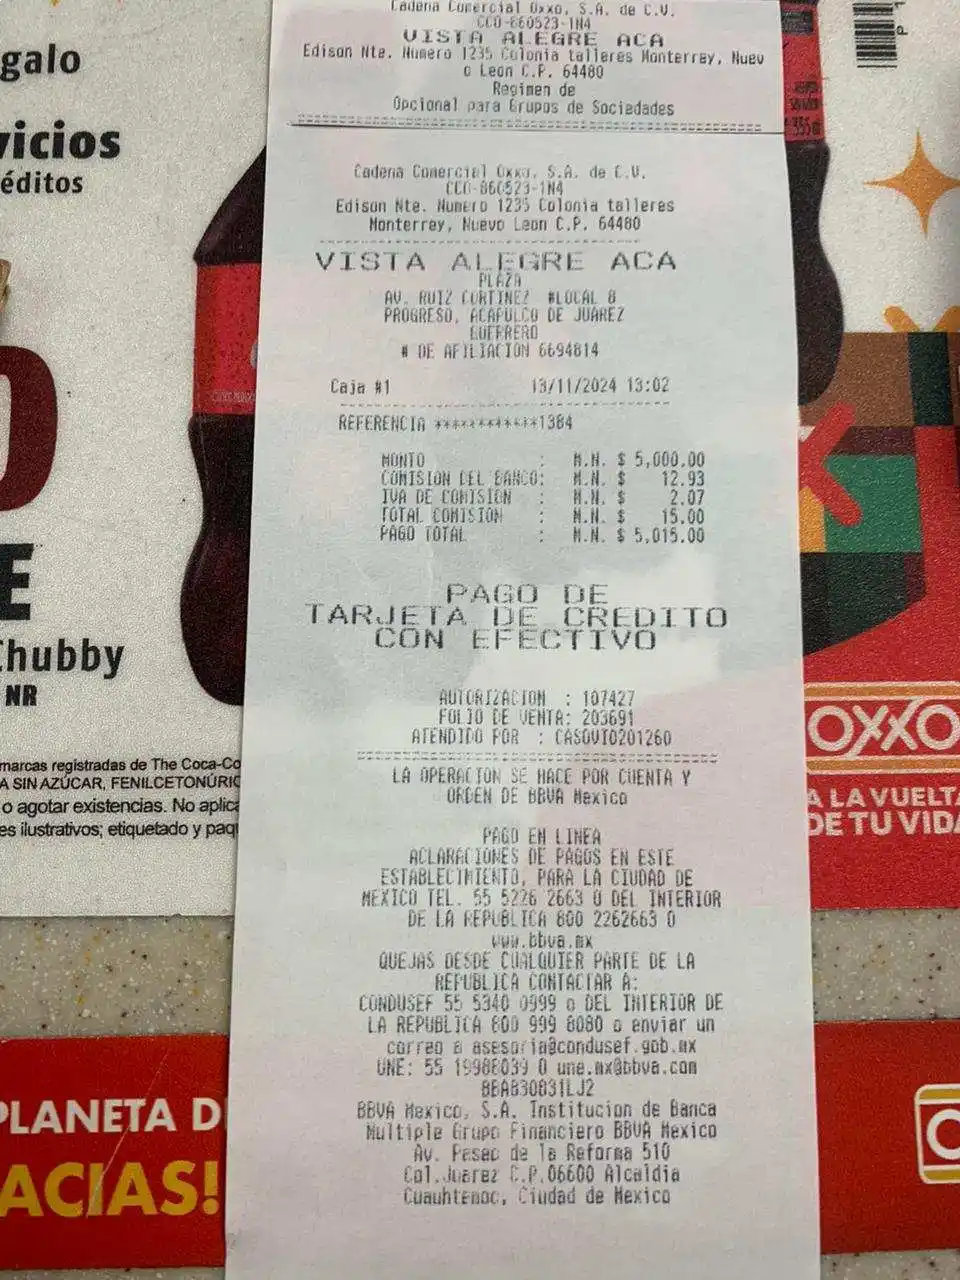 Cadena Comercial Oxxo, S.A. de C.V.
CCO-860523-1N4
VISTA ALEGRE ACA
Edison Nte. Numero 1235 Colonia talleres Monterrey, Nuev
o Leon C.P. 64480
Regimen de
Opcional para Grupos de Sociedades
Cadena Comercial Oxxo, S.A. de C.V.
CCO-860523-1N4
Edison Nte. Numero 1235 Colonia talleres
Monterrey, Nuevo Leon C.P. 64480
VISTA ALEGRE ACA
PLAZA
AV. RUIZ CORTINEZ #LOCAL 8
PROGRESO, ACAPULCO DE JUAREZ
GUERRERO
# DE AFILIACION 6694814
Caja #1 13/11/2024 13:02
REFERENCIA ************1384
MONTO : M.N. $ 5,000.00
COMISION DEL BANCO: M.N. $ 12.93
IVA DE COMISION : M.N. $ 2.07
TOTAL COMISION : M.N. $ 15.00
PAGO TOTAL : M.N. $ 5,015.00
PAGO DE
TARJETA DE CREDITO
CON EFECTIVO
AUTORIZACION : 107427
FOLIO DE VENTA: 203691
ATENDIDO POR : CASOVIO201260
LA OPERACION SE HACE POR CUENTA Y
ORDEN DE BBVA Mexico
PAGO EN LINEA
ACLARACIONES DE PAGOS EN ESTE
ESTABLECIMIENTO, PARA LA CIUDAD DE
MEXICO TEL. 55 5226 2663 O DEL INTERIOR
DE LA REPUBLICA 800 2262663 O
www.bbva.mx
QUEJAS DESDE CUALQUIER PARTE DE LA
REPUBLICA CONTACTAR A:
CONDUSEF 55 5340 0999 o DEL INTERIOR DE
LA REPUBLICA 800 999 8080 o enviar un
correo a asesoria@condusef.gob.mx
UNE: 55 19988039 O une.mx@bbva.com
BBA830831LJ2
BBVA Mexico, S.A. Institucion de Banca
Multiple Grupo Financiero BBVA Mexico
Av. Paseo de la Reforma 510
Col.Juarez C.P.06600 Alcaldia
Cuauhtemoc, Ciudad de Mexico
galo
vicios
éditos
E
Chubby
NR
marcas registradas de The Coca-Co
A SIN AZÚCAR, FENILCETONÚRIC
o agotar existencias. No aplica
es ilustrativos; etiquetado y paqu
PLANETA D
ACIAS!
OXXO
A LA VUELTA
DE TU VIDA